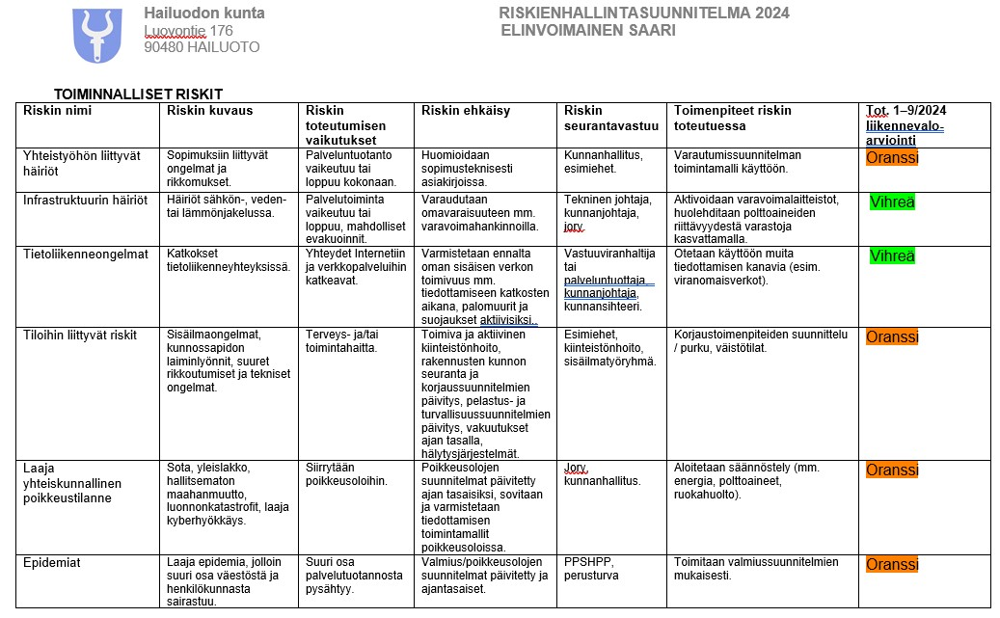 Hailuodon kunta
Luovontie 176
90480 HAILUOTO
RISKIENHALLINTASUUNNITELMA 2024
ELINVOIMAINEN SAARI
TOIMINNALLISET RISKIT
Riskin nimi
Riskin kuvaus
Riskin
toteutumisen
vaikutukset
Riskin ehkäisy
Riskin
seurantavastuu
Toimenpiteet riskin
toteutuessa
Tot. 1–9/2024
liikennevalo-
arviointi
Yhteistyöhön liittyvät
häiriöt
Sopimuksiin liittyvät
ongelmat ja
rikkomukset.
Palveluntuotanto
vaikeutuu tai
loppuu kokonaan.
Huomioidaan
sopimusteknisesti
asiakirjoissa.
Kunnanhallitus,
esimiehet.
Varautumissuunnitelman
toimintamalli käyttöön.
Oranssi
Infrastruktuurin häiriöt
Häiriöt sähkön-, veden-
tai lämmönjakelussa.
Palvelutoiminta
vaikeutuu tai
loppuu, mahdolliset
evakuoinnit.
Varaudutaan
omavaraisuuteen mm.
varavoimahankinnoilla.
Tekninen johtaja,
kunnanjohtaja,
jory.
Aktivoidaan varavoimalaitteistot,
huolehditaan polttoaineiden
riittävyydestä varastoja
kasvattamalla.
Vihreä
Tietoliikenneongelmat
Katkokset
tietoliikenneyhteyksissä.
Yhteydet Internetiin
ja verkkopalveluihin
katkeavat.
Varmistetaan ennalta
oman sisäisen verkon
toimivuus mm.
tiedottamiseen katkosten
aikana, palomuurit ja
suojaukset aktiivisiksi..
Vastuuviranhaltija
tai
palveluntuottaja,
kunnanjohtaja,
kunnansihteeri.
Otetaan käyttöön muita
tiedottamisen kanavia (esim.
viranomaisverkot).
Vihreä
Tiloihin liittyvät riskit
Sisäilmaongelmat,
kunnossapidon
laiminlyönnit, suuret
rikkoutumiset ja tekniset
ongelmat.
Terveys- ja/tai
toimintahaitta.
Toimiva ja aktiivinen
kiinteistönhoito,
rakennusten kunnon
seuranta ja
korjaussuunnitelmien
päivitys, pelastus- ja
turvallisuussuunnitelmien
päivitys, vakuutukset
ajan tasalla,
hälytysjärjestelmät.
Esimiehet,
kiinteistönhoito,
sisäilmatyöryhmä.
Korjaustoimenpiteiden suunnittelu
/ purku, väistötilat.
Oranssi
Laaja
yhteiskunnallinen
poikkeustilanne
Sota, yleislakko,
hallitsematon
maahanmuutto,
luonnonkatastrofit, laaja
kyberhyökkäys.
Siirrytään
poikkeusoloihin.
Poikkeusolojen
suunnitelmat päivitetty
ajan tasaisiksi, sovitaan
ja varmistetaan
tiedottamisen
toimintamallit
poikkeusoloissa.
Jory,
kunnanhallitus.
Aloitetaan säännöstely (mm.
energia, polttoaineet,
ruokahuolto).
Oranssi
Epidemiat
Laaja epidemia, jolloin
suuri osa väestöstä ja
henkilökunnasta
sairastuu.
Suuri osa
palvelutuotannosta
pysähtyy.
Valmius/poikkeusolojen
suunnitelmat päivitetty ja
ajantasaiset.
PPSHPP,
perusturva
Toimitaan valmiussuunnitelmien
mukaisesti.
Oranssi